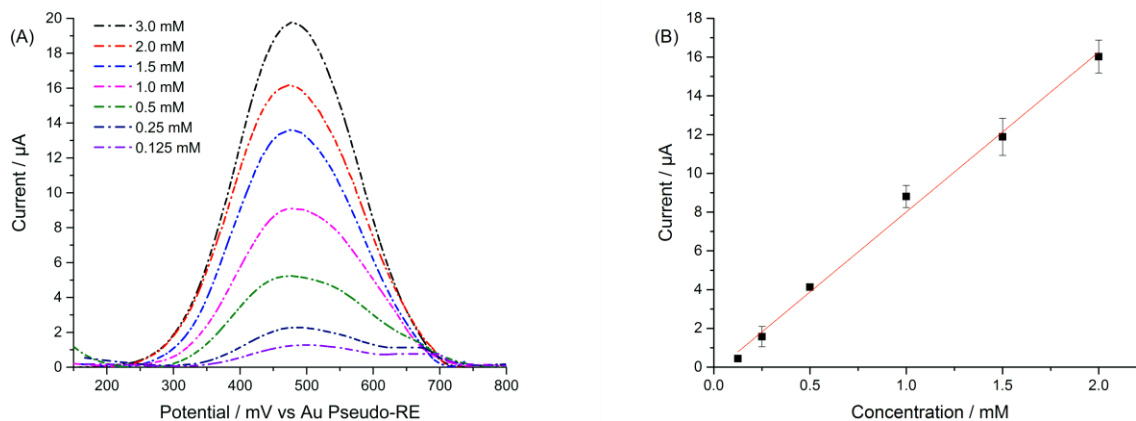 (A)
20
18
16
14
12
10
8
6
4
2
0
Current / µA
3.0 mM
2.0 mM
1.5 mM
1.0 mM
0.5 mM
0.25 mM
0.125 mM
200 300 400 500 600 700 800
Potential / mV vs Au Pseudo-RE
(B)
18
16
14
12
10
8
6
4
2
0
Current / µA
0.0 0.5 1.0 1.5 2.0
Concentration / mM